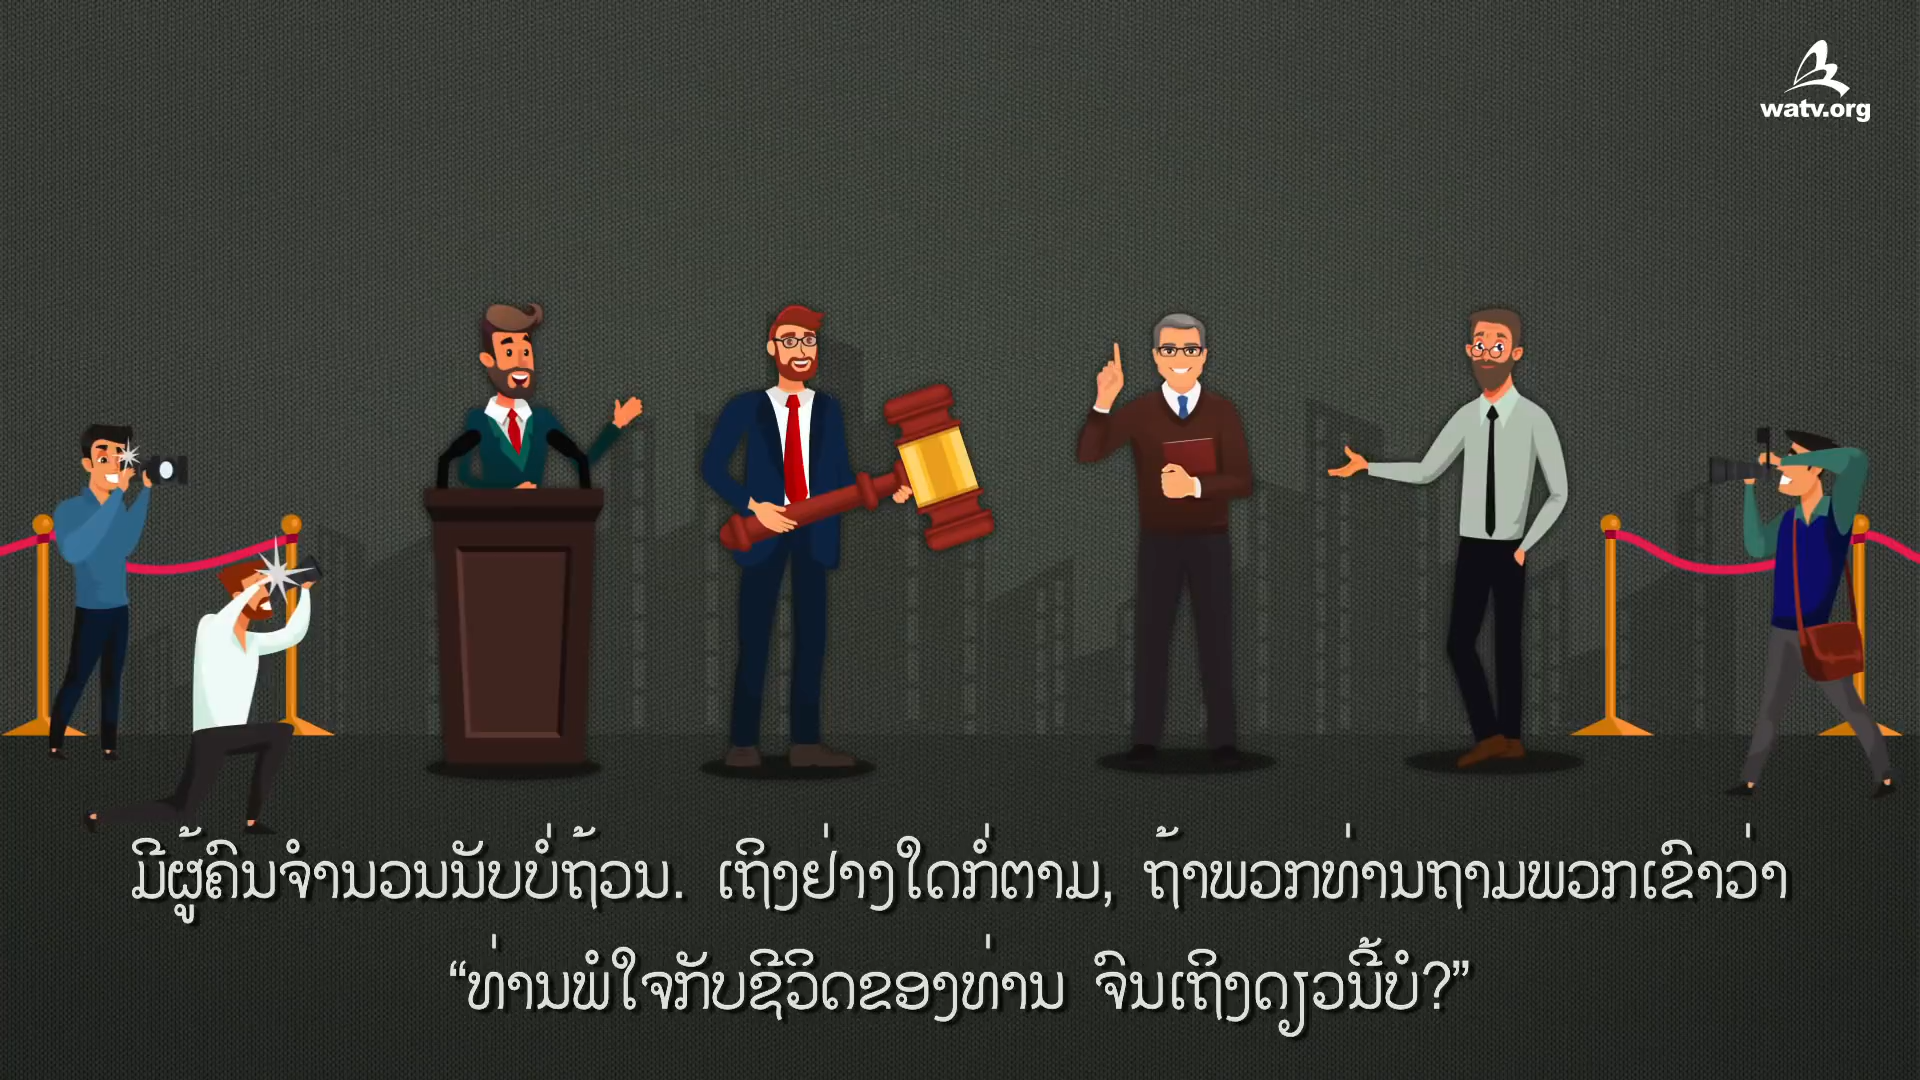 watv.org
ມີຜູ້ຄົນຈຳນວນນັບບໍ່ຖ້ວນ. ເຖິງຢ່າງໃດກໍ່ຕາມ, ຖ້າພວກທ່ານຖາມພວກເຂົາວ່າ
“ທ່ານພໍໃຈກັບຊີວິດຂອງທ່ານ ຈົນເຖິງດຽວນີ້ບໍ?”